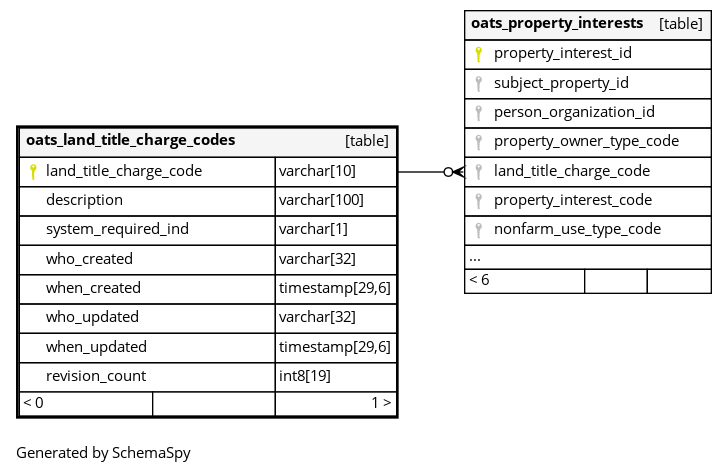 oats_property_interests [table]
property_interest_id
subject_property_id
person_organization_id
property_owner_type_code
land_title_charge_code
property_interest_code
nonfarm_use_type_code
...
< 6
oats_land_title_charge_codes [table]
land_title_charge_code varchar[10]
description varchar[100]
system_required_ind varchar[1]
who_created varchar[32]
when_created timestamp[29,6]
who_updated varchar[32]
when_updated timestamp[29,6]
revision_count int8[19]
< 0 1 >
Generated by SchemaSpy